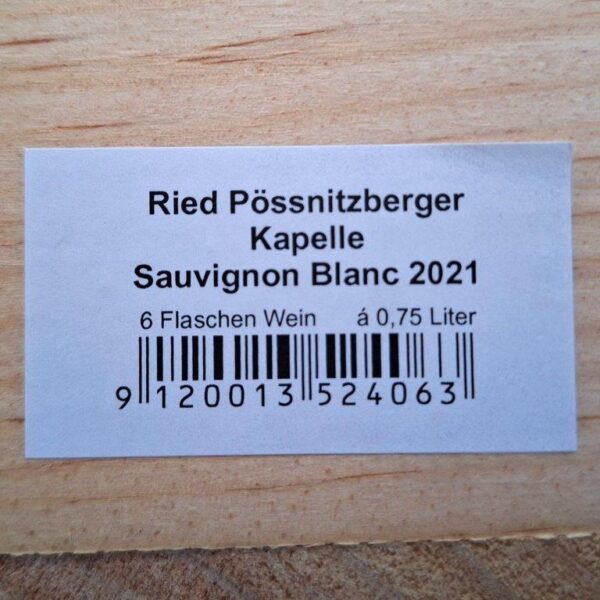 Ried Pössnitzberger
Kapelle
Sauvignon Blanc 2021
6 Flaschen Wein á 0,75 Liter
9 120013 524063